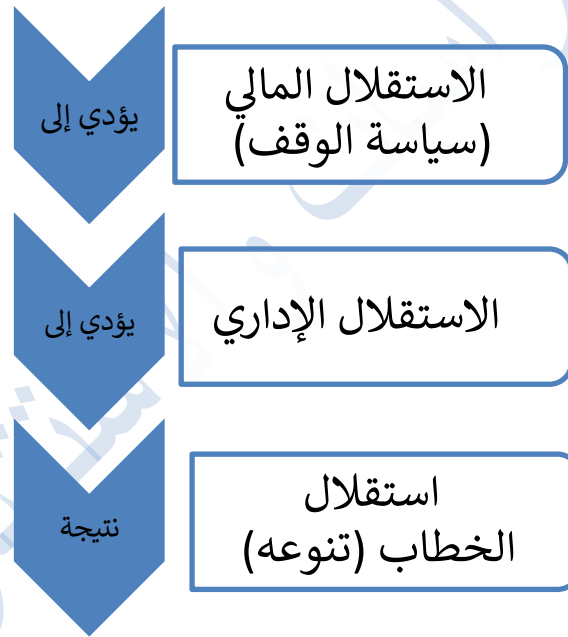 الاستقلال المالي
(سياسة الوقف)
يؤدي إلى
الاستقلال الإداري
يؤدي إلى
استقلال
الخطاب (تنوعه)
نتيجة